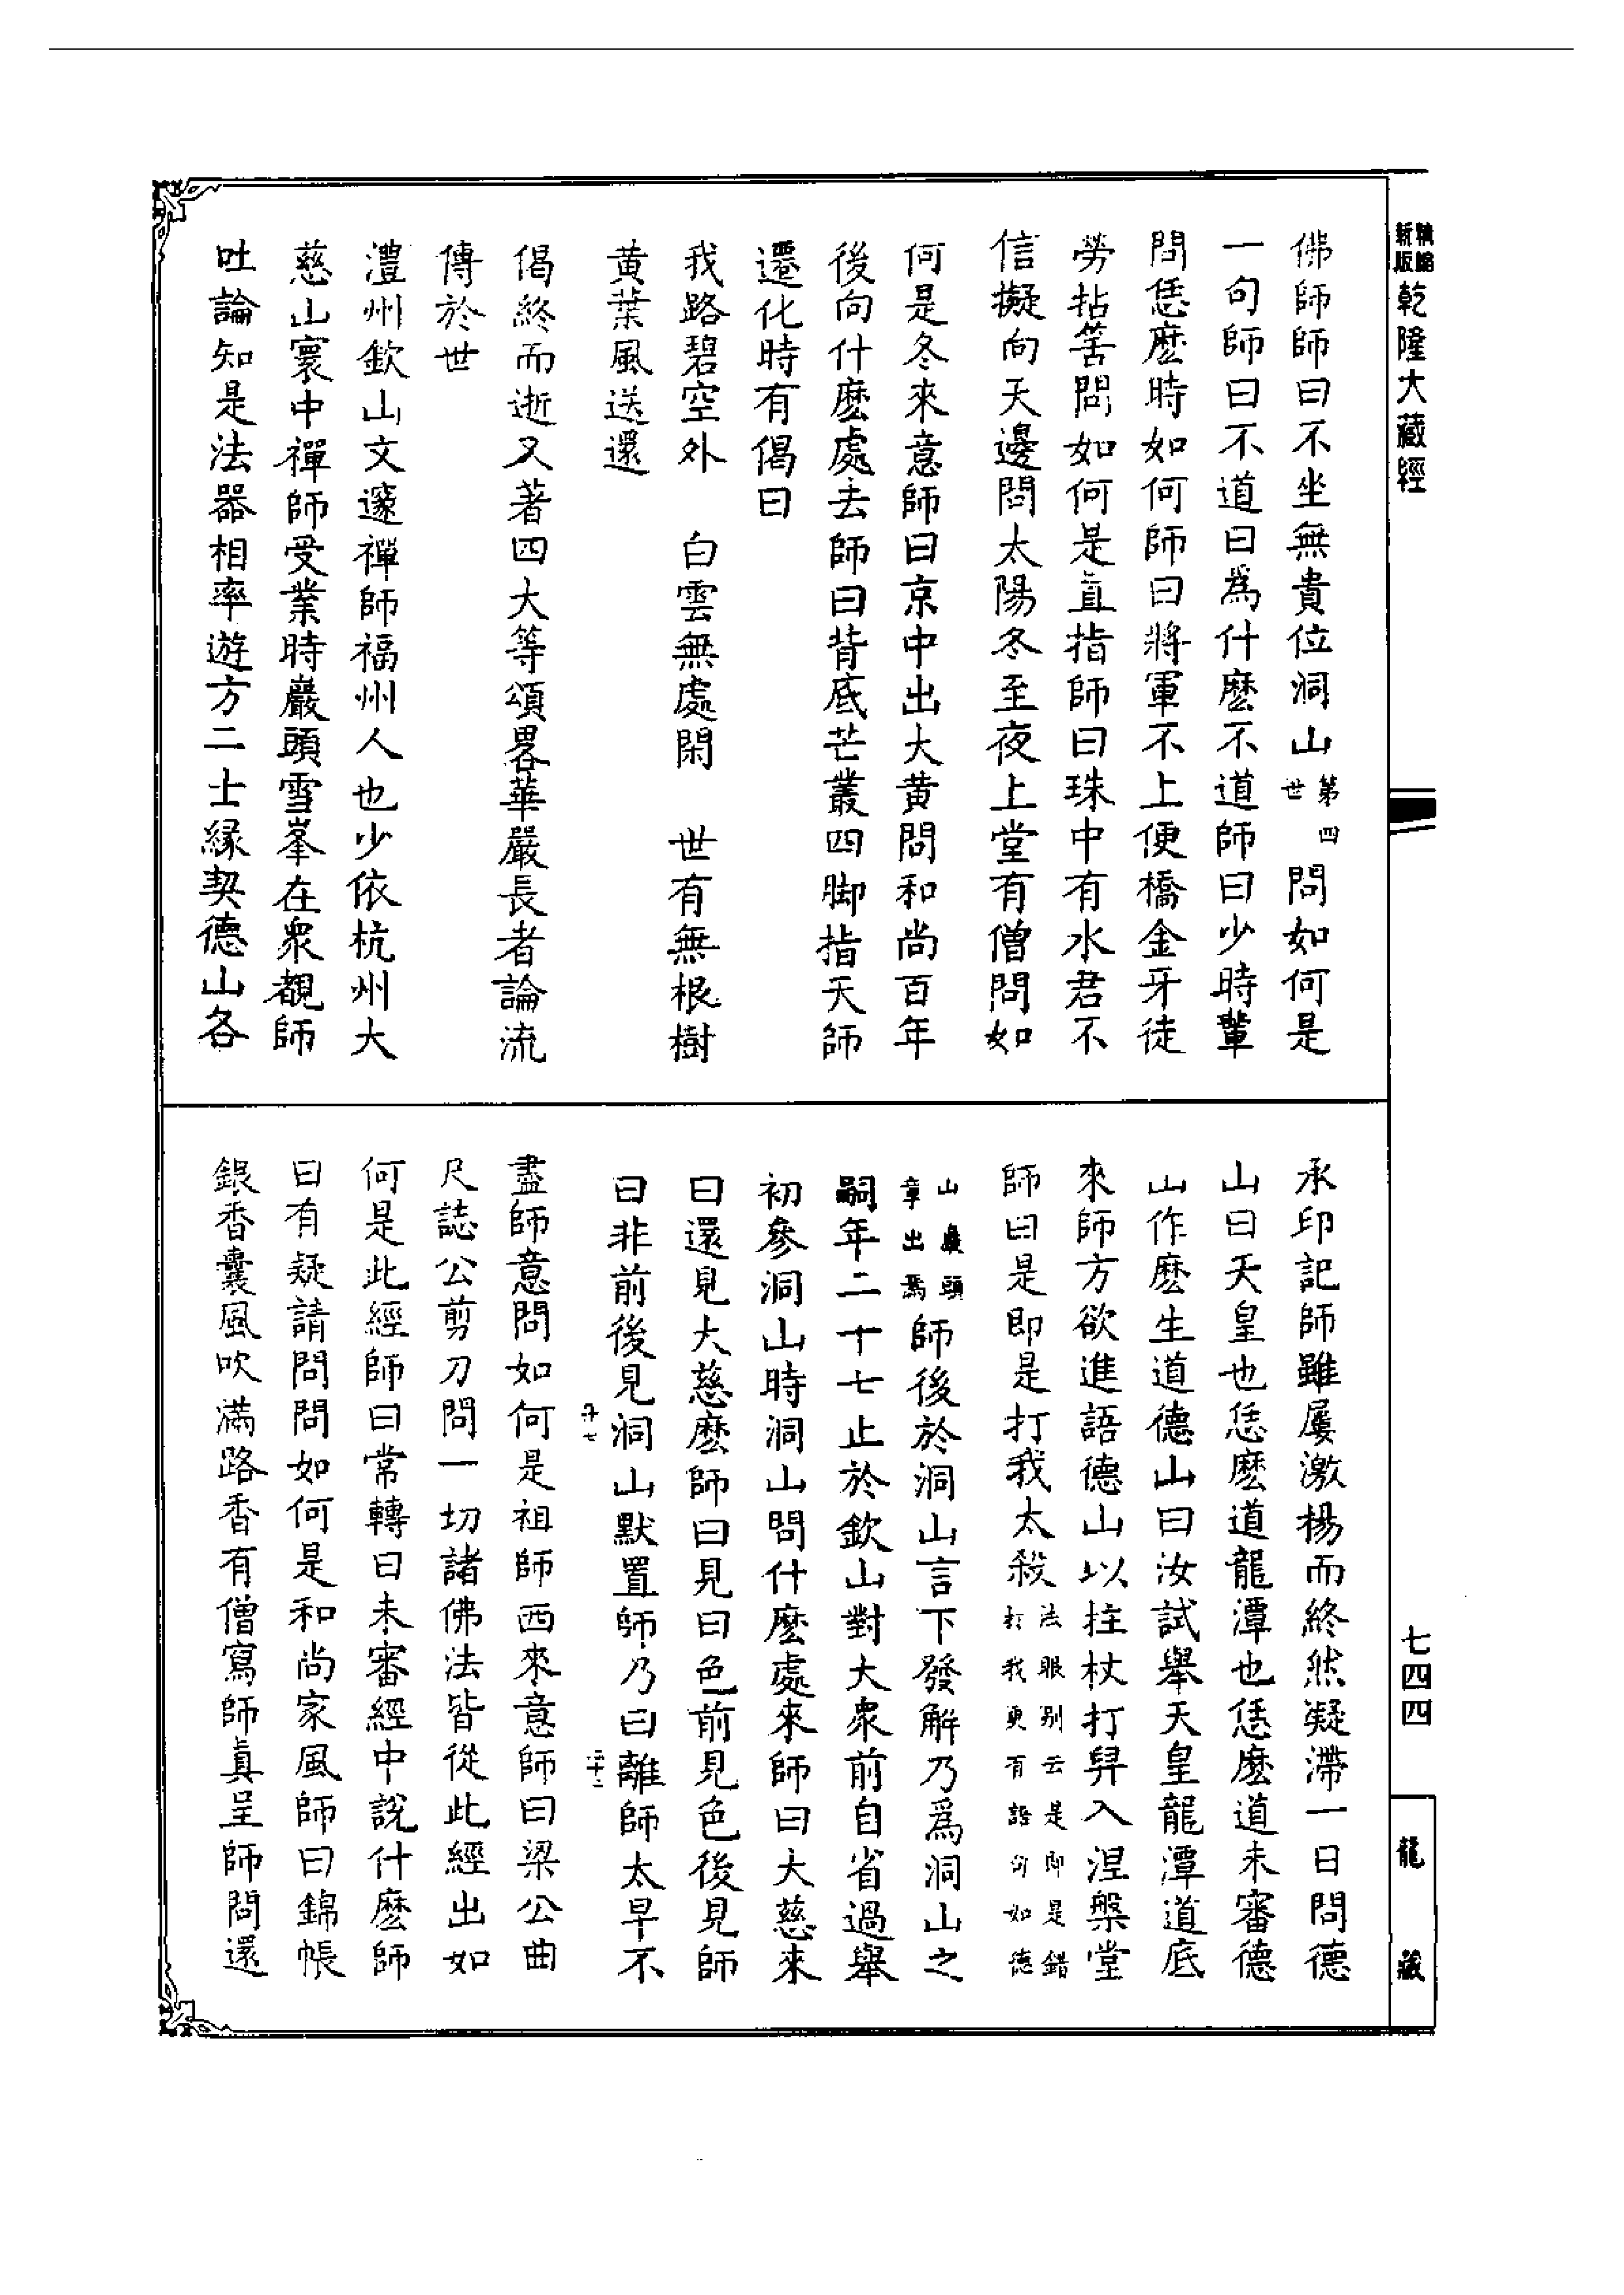 精縮
新版
乾隆大藏經
佛師師曰不坐無貴位洞山第四世問如何是
一句師曰不道曰爲什麽不道師曰少時輩
問恁麽時如何師曰將軍不上便橋金牙徒
勞拈筈問如何是直指師曰珠中有水君不
信擬向天邊問太陽冬至夜上堂有僧問如
何是冬來意師曰京中出大黃問和尚百年
後向什麽處去師曰背底芒叢四脚指天師
遷化時有偈曰
我路碧空外　白雲無處閑　世有無根樹
黃葉風送還
偈終而逝又著四大等頌畧華嚴長者論流
傳於世
澧州欽山文邃禪師福州人也少依杭州大
慈山寰中禪師受業時巖頭雪峯在衆覩師
吐論知是法器相率遊方二士緣契德山各
承印記師雖屢激揚而終然凝滯一日問德
山曰天皇也恁麽道龍潭也恁麽道未審德
山作麽生道德山曰汝試舉天皇龍潭道底
來師方欲進語德山以拄杖打舁入涅槃堂
師曰是即是打我太殺法眼別云是即是錯打我更有語何如德
山巖頭章出焉師後於洞山言下發解乃爲洞山之
嗣年二十七止於欽山對大衆前自省過舉
初參洞山時洞山問什麽處來師曰大慈來
曰還見大慈麽師曰見曰色前見色後見師
曰非前後見洞山默置師乃曰離師太早不
盡師意問如何是祖師西來意師曰梁公曲
尺誌公剪刀問一切諸佛法皆從此經出如
何是此經師曰常轉曰未審經中說什麽師
曰有疑請問問如何是和尚家風師曰錦帳
銀香囊風吹滿路香有僧寫師真呈師問還
七四四
龍藏